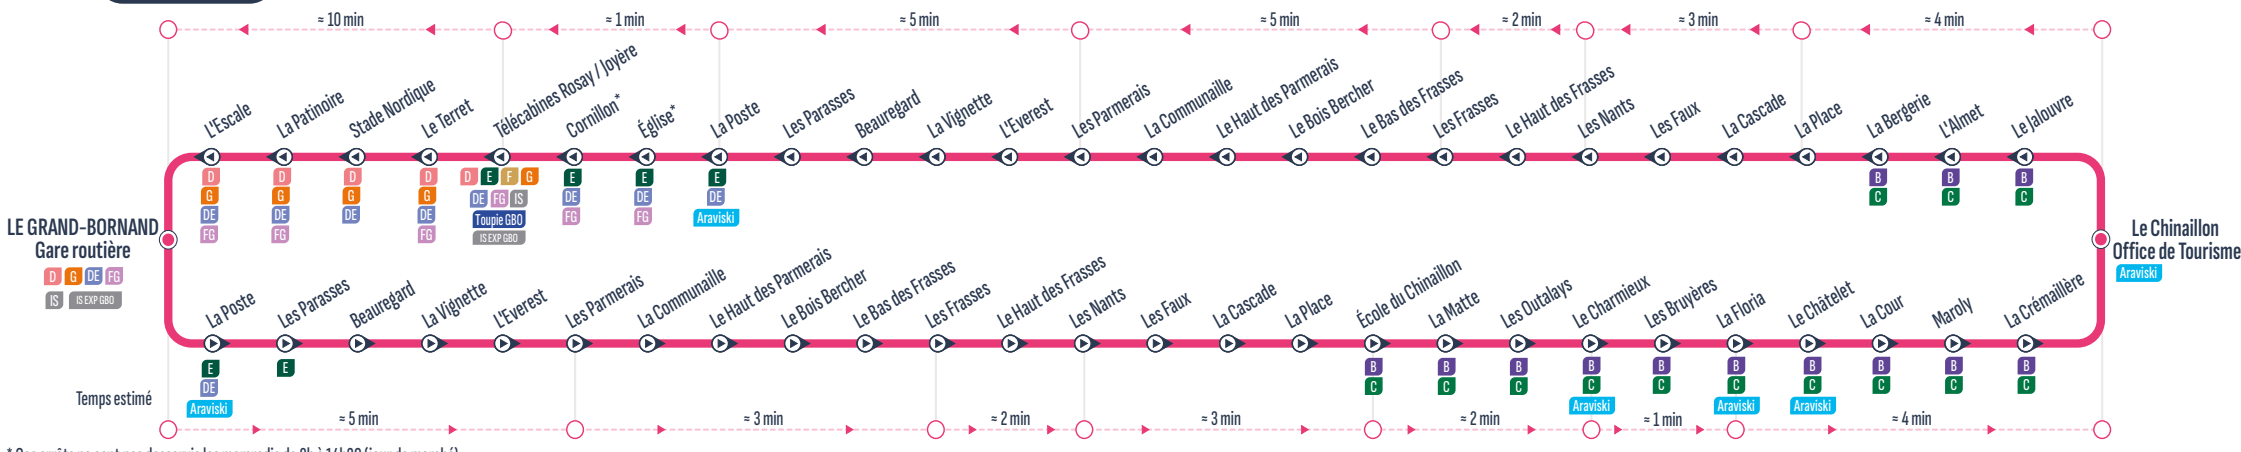 ≈ 10 min
≈ 1 min
≈ 5 min
≈ 5 min
≈ 2 min
≈ 3 min
≈ 4 min
L'Escale
La Patinoire
Stade Nordique
Le Terret
Télécabines Rosay / Joyère
Cornillon*
Église*
La Poste
Les Parasses
Beauregard
La Vignette
L'Everest
Les Parmerais
La Communaille
Le Haut des Parmerais
Le Bois Bercher
Le Bas des Frasses
Les Frasses
Le Haut des Frasses
Les Nants
Les Faux
La Cascade
La Place
La Bergerie
L'Almet
Le Jalouvre
D G DE FG
D G DE FG
D G DE
D G DE FG
D E F G
DE FG IS
Toupie GBO
IS EXP GBO
E DE FG
E DE FG
E DE
Araviski
B C
B C
B C
LE GRAND-BORNAND
Gare routière
D G DE FG
IS IS EXP GBO
Le Chinaillon
Office de Tourisme
Araviski
La Poste
Les Parasses
Beauregard
La Vignette
L'Everest
Les Parmerais
La Communaille
Le Haut des Parmerais
Le Bois Bercher
Le Bas des Frasses
Les Frasses
Le Haut des Frasses
Les Nants
Les Faux
La Cascade
La Place
École du Chinaillon
La Matte
Les Outalays
Le Charmieux
Les Bruyères
La Floria
Le Châtelet
La Cour
Maroly
La Crémaillère
E DE
Araviski
E
B C
B C
B C
B C
Araviski
B C
B C
Araviski
B C
Araviski
B C
B C
B C
Temps estimé
≈ 5 min
≈ 3 min
≈ 2 min
≈ 3 min
≈ 2 min
≈ 1 min
≈ 4 min